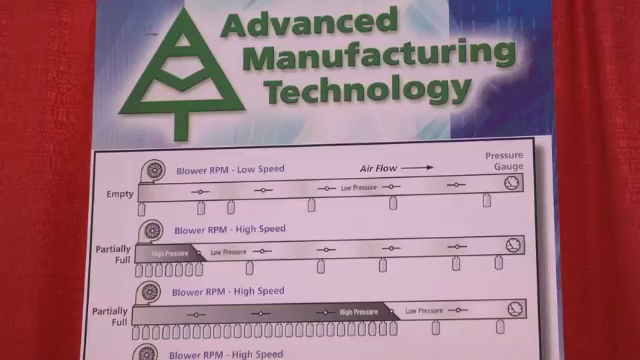 Advanced
Manufacturing
Technology
Blower RPM - Low Speed
Air Flow
Pressure
Gauge
Empty
Low Pressure
Blower RPM - High Speed
Partially
Full
High Pressure
Low Pressure
Blower RPM - High Speed
Partially
Full
High Pressure
Low Pressure
Blower RPM - High Speed